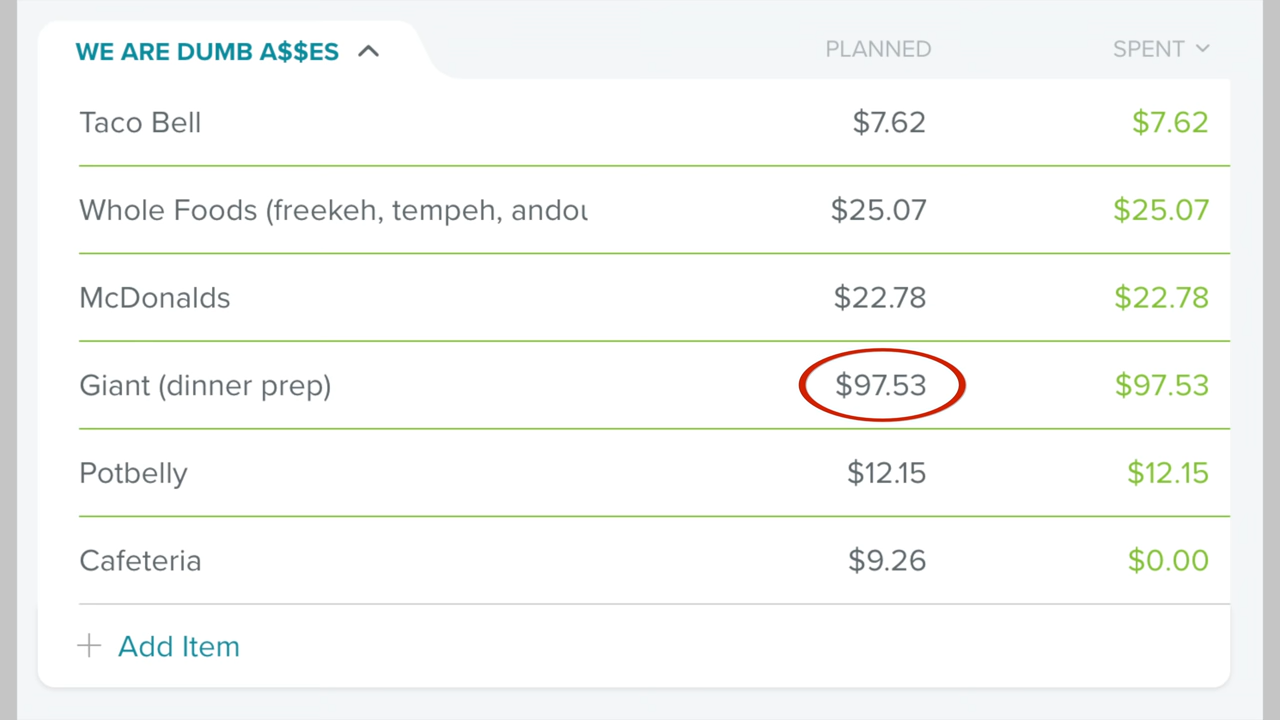 WE ARE DUMB A$$ES PLANNED SPENT
Taco Bell $7.62 $7.62
Whole Foods (freekeh, tempeh, $25.07 $25.07
McDonalds $22.78 $22.78
Giant (dinner prep) $97.53 $97.53
Potbelly $12.15 $12.15
Cafeteria $9.26 $0.00
+ Add Item